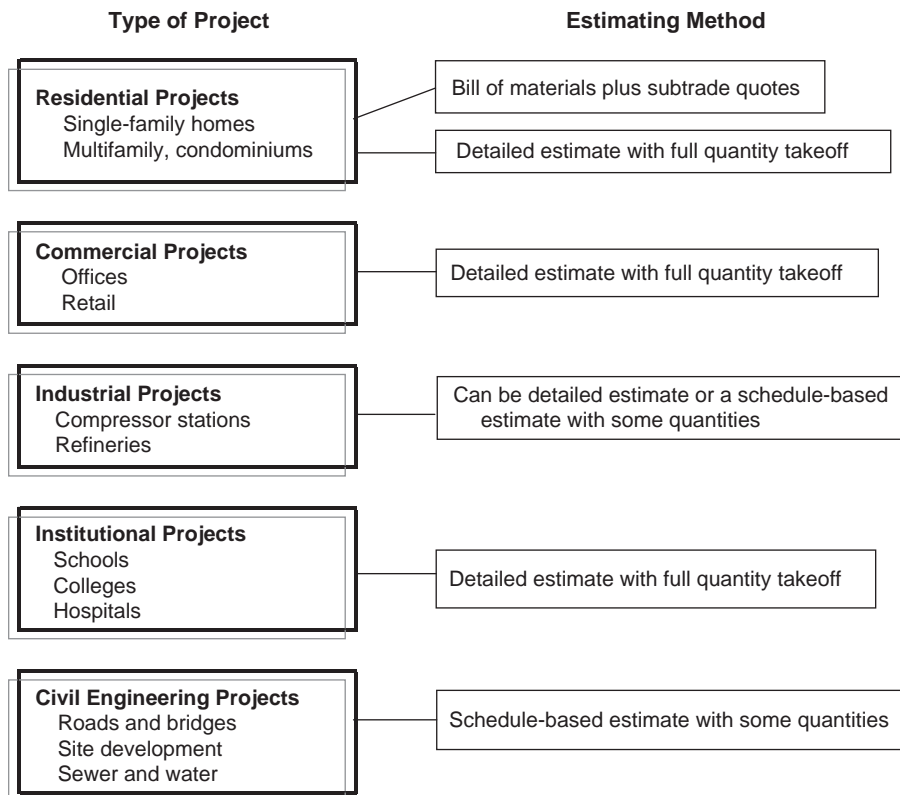 Type of Project
Estimating Method
Residential Projects
Single-family homes
Multifamily, condominiums
Bill of materials plus subtrade quotes
Detailed estimate with full quantity takeoff
Commercial Projects
Offices
Retail
Detailed estimate with full quantity takeoff
Industrial Projects
Compressor stations
Refineries
Can be detailed estimate or a schedule-based
estimate with some quantities
Institutional Projects
Schools
Colleges
Hospitals
Detailed estimate with full quantity takeoff
Civil Engineering Projects
Roads and bridges
Site development
Sewer and water
Schedule-based estimate with some quantities